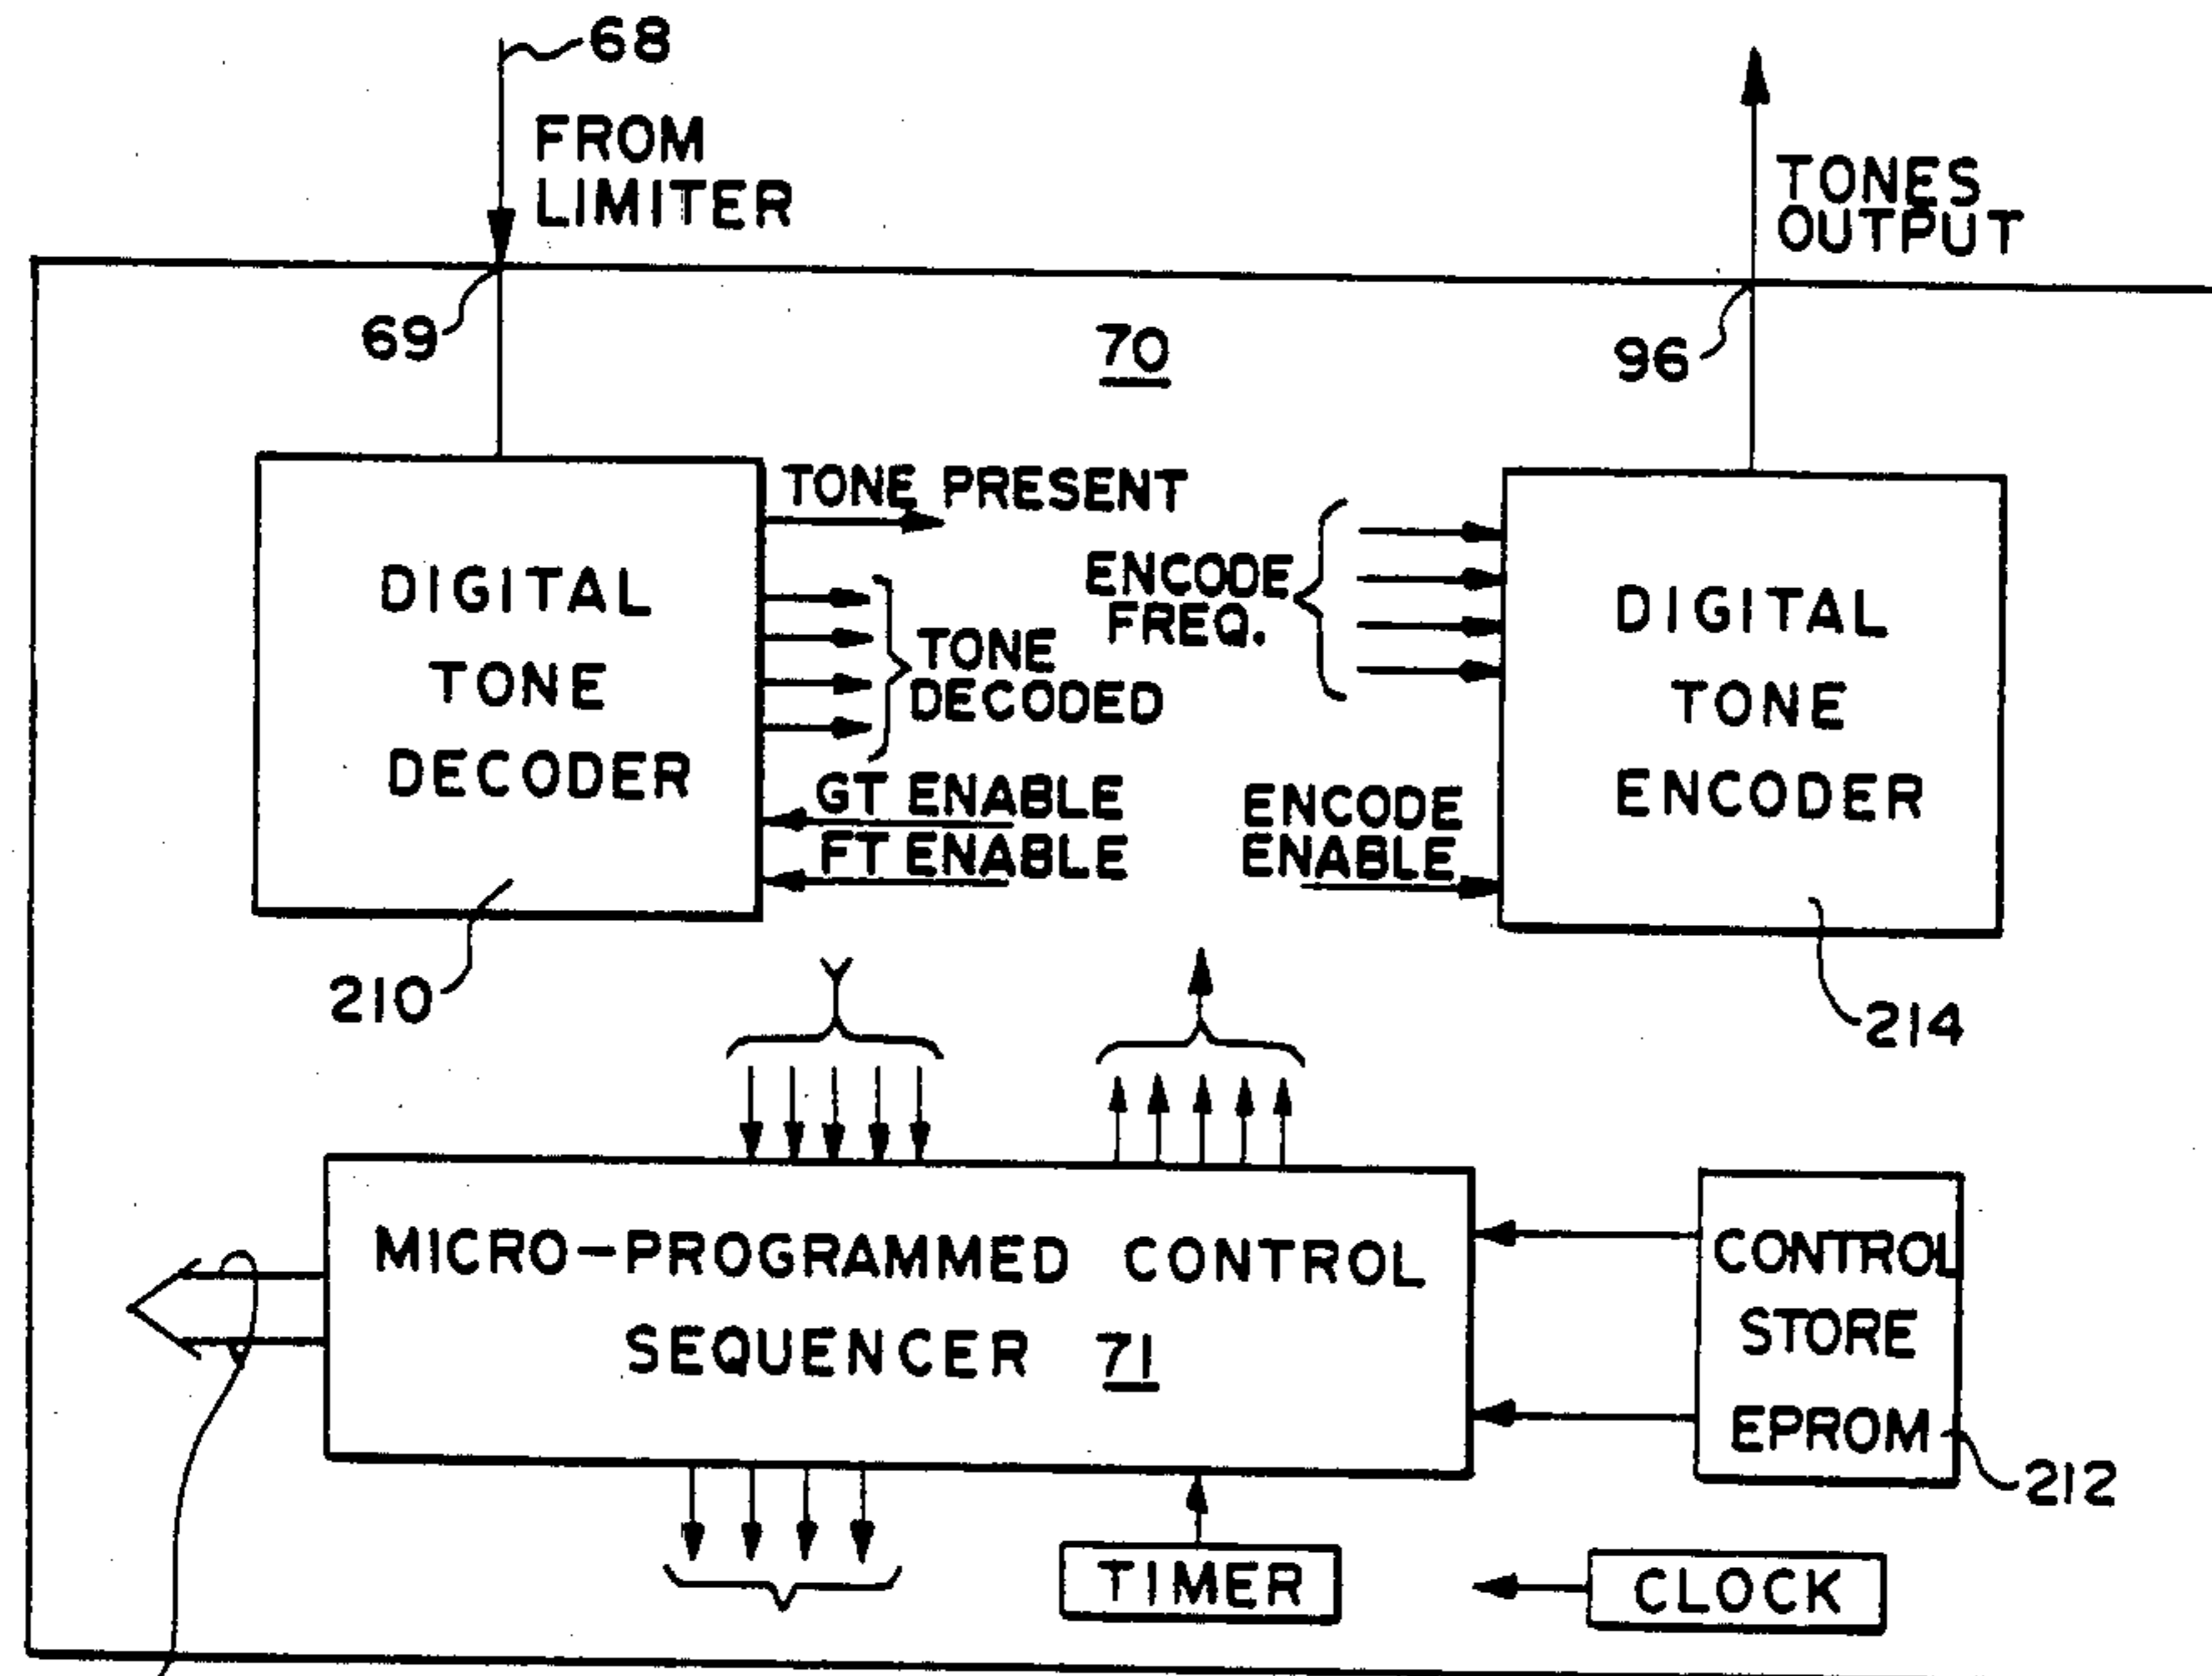 68
FROM
LIMITER
TONES
OUTPUT
69
70
96
TONE PRESENT
DIGITAL
TONE
DECODER
TONE
DECODED
GT ENABLE
FT ENABLE
ENCODE
FREQ.
ENCODE
ENABLE
DIGITAL
TONE
ENCODER
210
214
MICRO-PROGRAMMED CONTROL
SEQUENCER 71
CONTROL
STORE
EPROM
212
TIMER
CLOCK